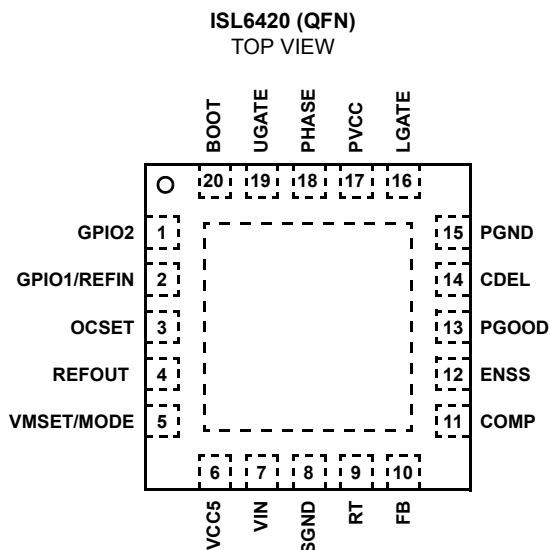 ISL6420 (QFN)
TOP VIEW
BOOT
UGATE
PHASE
PVCC
LGATE
20
19
18
17
16
GPIO2 1
15 PGND
GPIO1/REFIN 2
14 CDEL
OCSET 3
13 PGOOD
REFOUT 4
12 ENSS
VMSET/MODE 5
11 COMP
6
7
8
9
10
VCC5
VIN
SGND
RT
FB